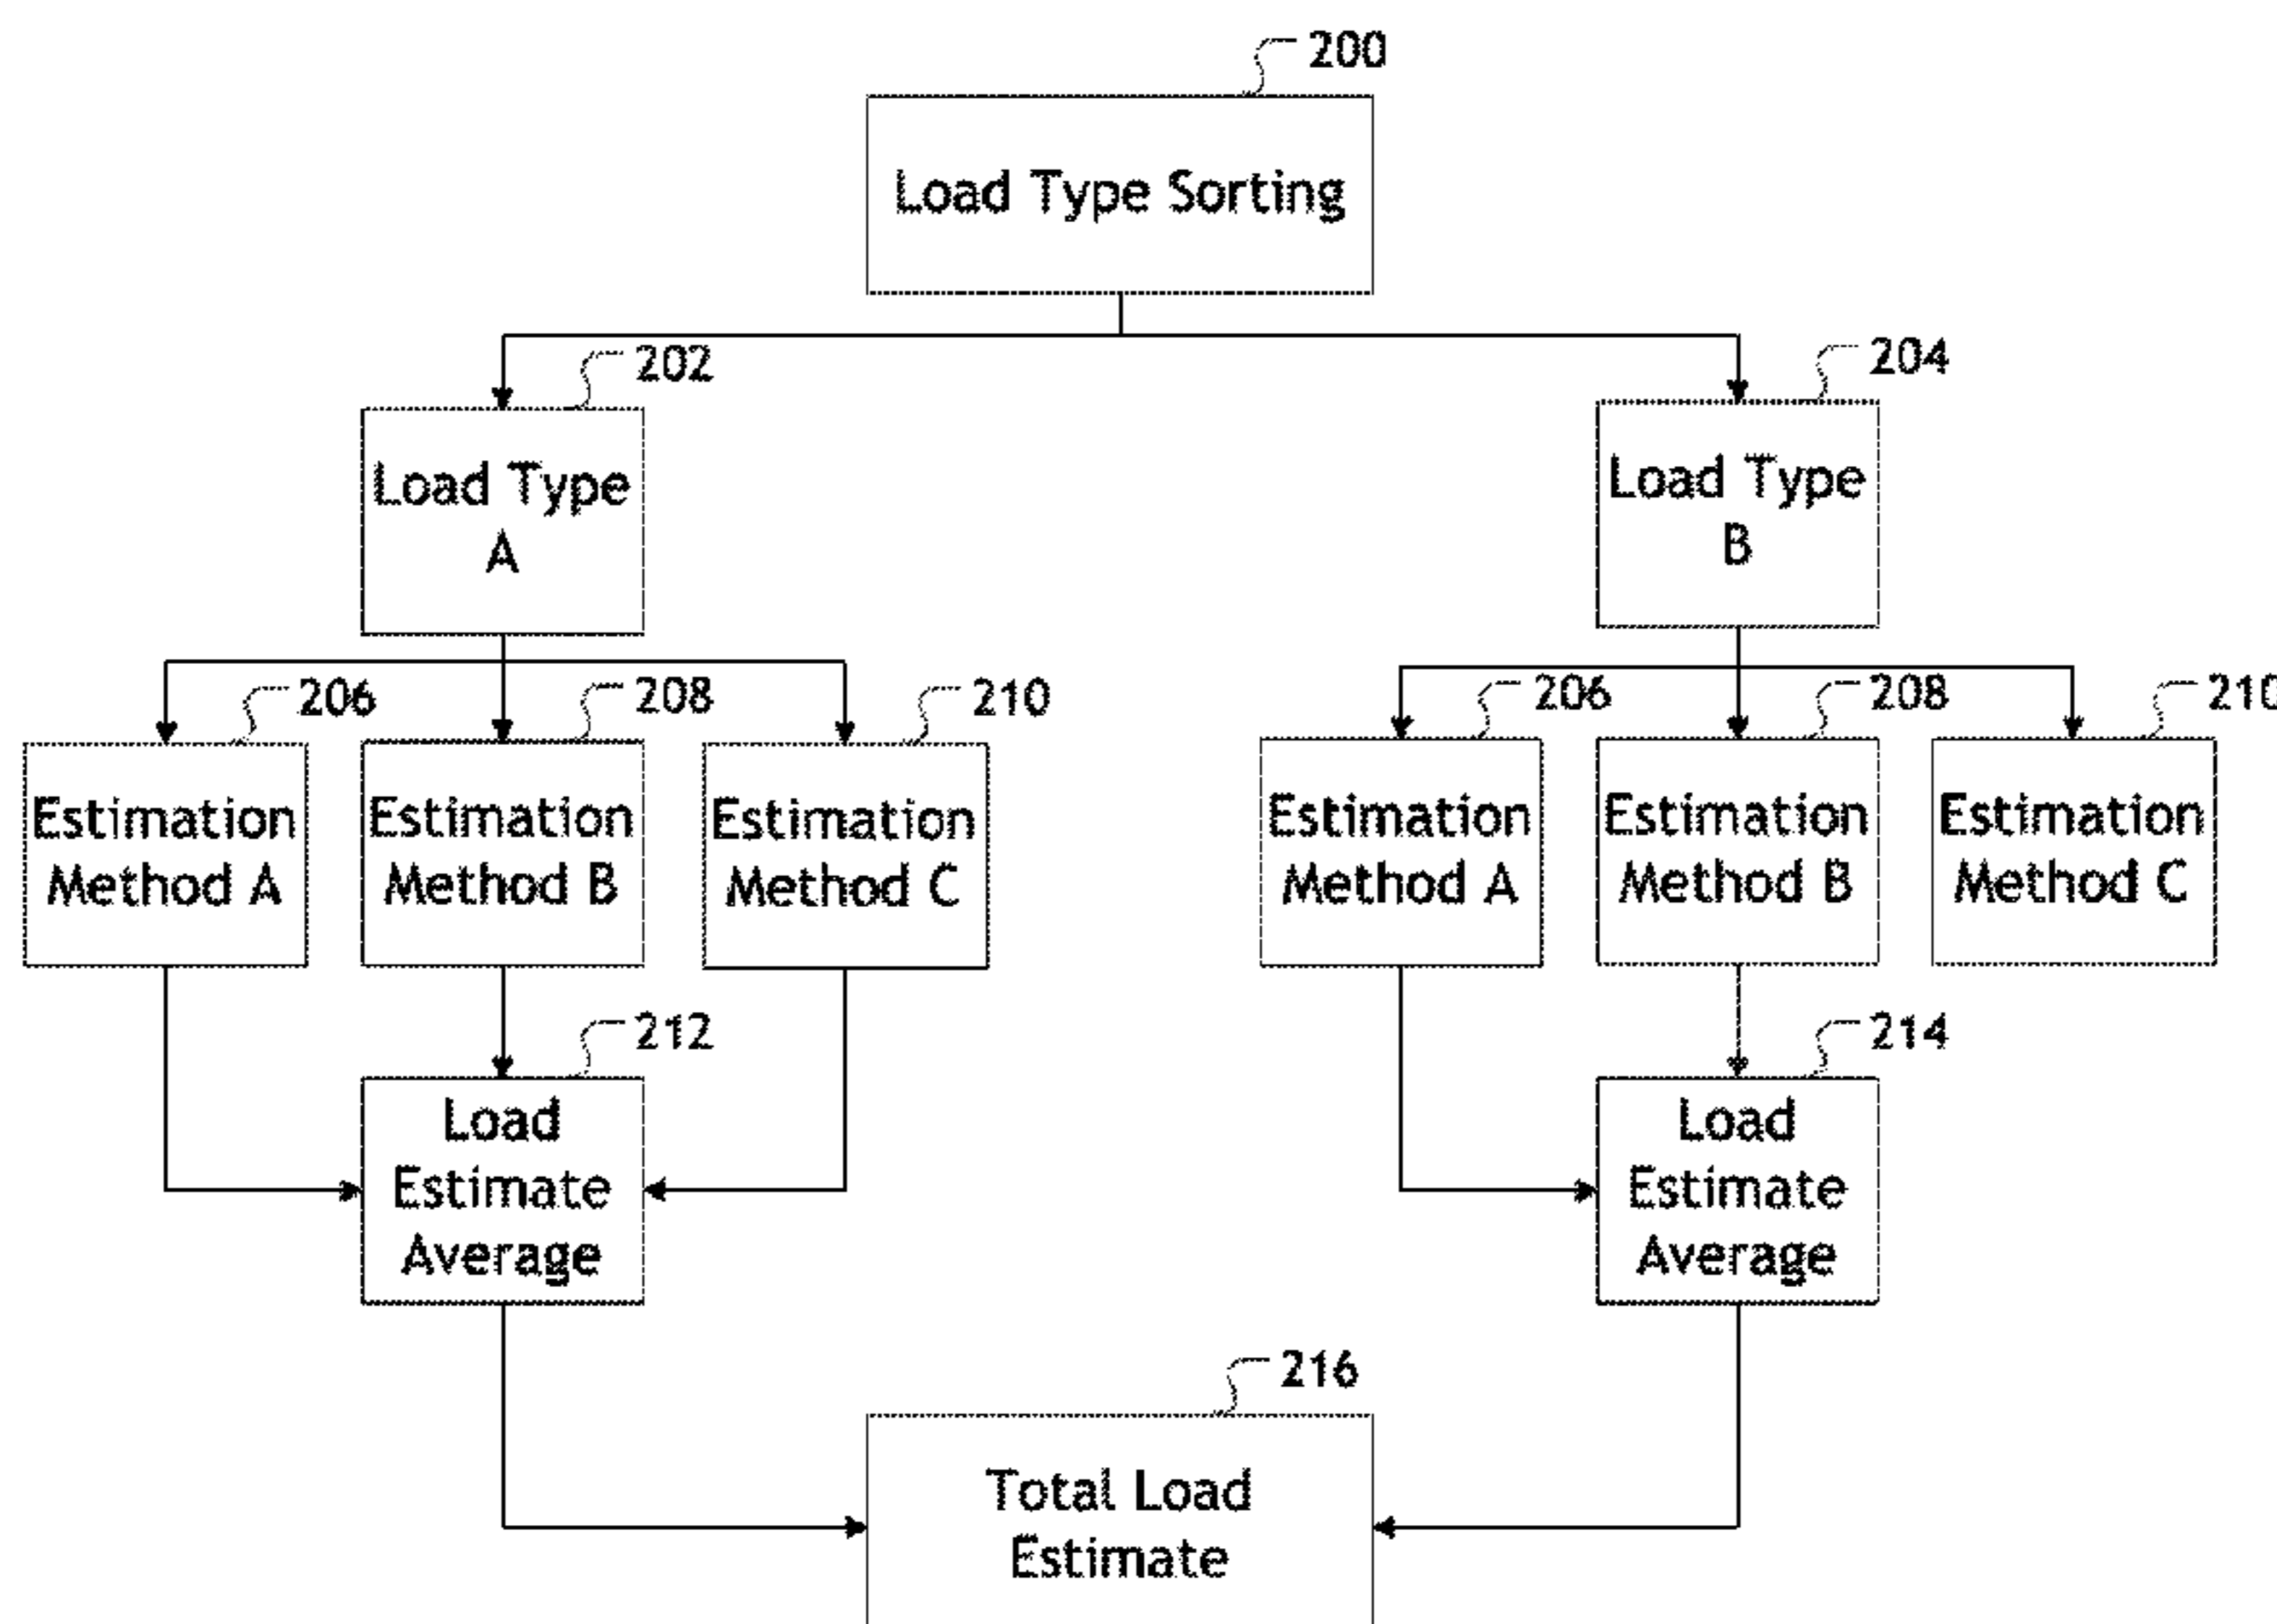 200
Load Type Sorting
202
204
Load Type
A
Load Type
B
206
208
210
206
208
210
Estimation
Method A
Estimation
Method B
Estimation
Method C
Estimation
Method A
Estimation
Method B
Estimation
Method C
212
214
Load
Estimate
Average
Load
Estimate
Average
216
Total Load
Estimate